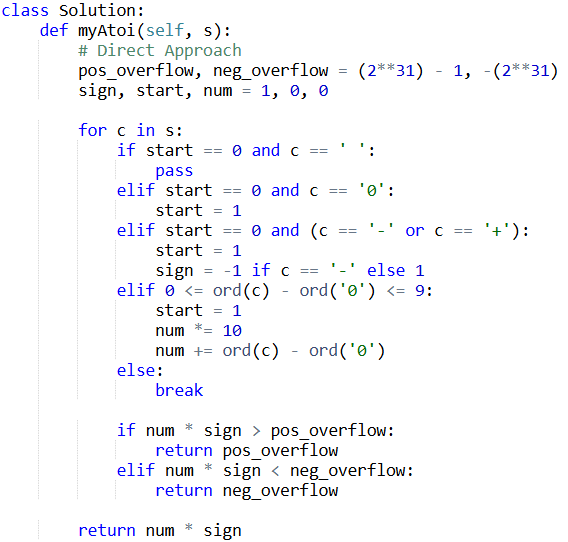 class Solution:
    def myAtoi(self, s):
        # Direct Approach
        pos_overflow, neg_overflow = (2**31) - 1, -(2**31)
        sign, start, num = 1, 0, 0

        for c in s:
            if start == 0 and c == ' ':
                pass
            elif start == 0 and c == '0':
                start = 1
            elif start == 0 and (c == '-' or c == '+'):
                start = 1
                sign = -1 if c == '-' else 1
            elif 0 <= ord(c) - ord('0') <= 9:
                start = 1
                num *= 10
                num += ord(c) - ord('0')
            else:
                break

            if num * sign > pos_overflow:
                return pos_overflow
            elif num * sign < neg_overflow:
                return neg_overflow

        return num * sign